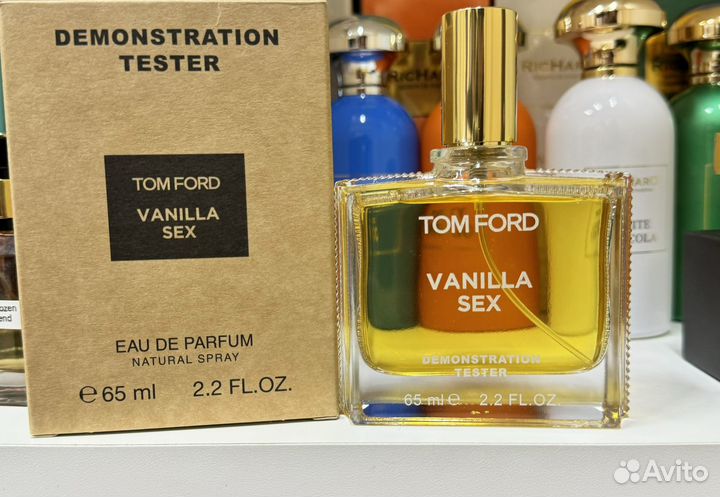 DEMONSTRATION
TESTER
TOM FORD
VANILLA
SEX
EAU DE PARFUM
NATURAL SPRAY
℮ 65 ml 2.2 FL.OZ.
TOM FORD
VANILLA
SEX
DEMONSTRATION
TESTER
65 ml ℮ 2.2 FL.OZ.
Avito